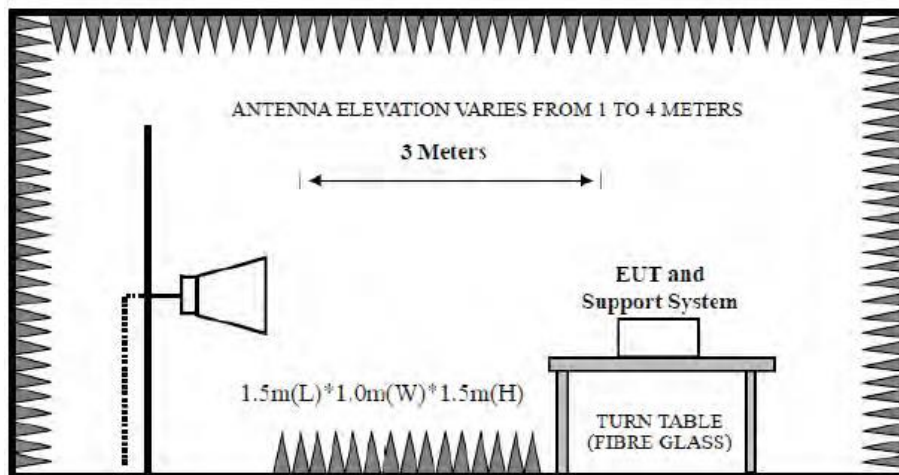 ANTENNA ELEVATION VARIES FROM 1 TO 4 METERS
3 Meters
EUT and
Support System
1.5m(L)*1.0m(W)*1.5m(H)
TURN TABLE
(FIBRE GLASS)